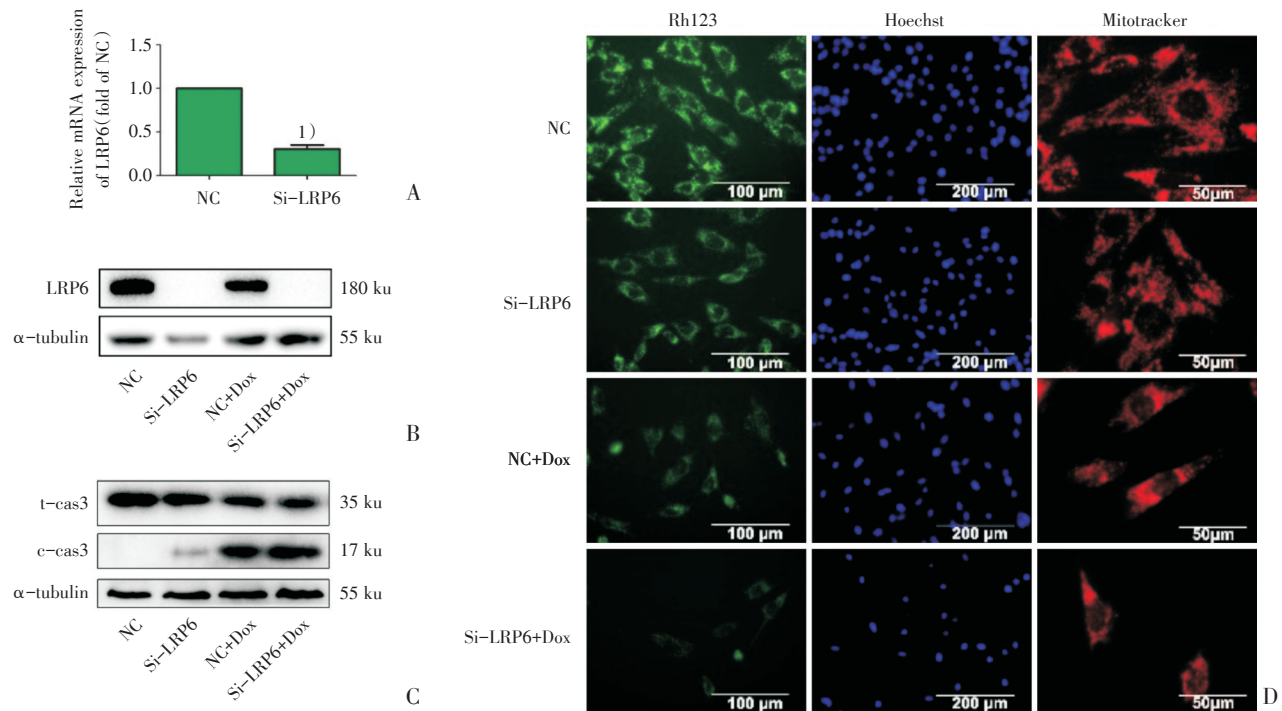 Relative mRNA expression
of LRP6(fold of NC)
1.5
1.0
0.5
0.0
1)
NC
Si-LRP6
A
LRP6
180 ku
α-tubulin
55 ku
NC
Si-LRP6
NC+Dox
Si-LRP6+Dox
B
t-cas3
35 ku
c-cas3
17 ku
α-tubulin
55 ku
NC
Si-LRP6
NC+Dox
Si-LRP6+Dox
C
Rh123
Hoechst
Mitotracker
NC
100 μm
200 μm
50μm
Si-LRP6
100 μm
200 μm
50μm
NC+Dox
100 μm
200 μm
50μm
Si-LRP6+Dox
100 μm
200 μm
50μm
D